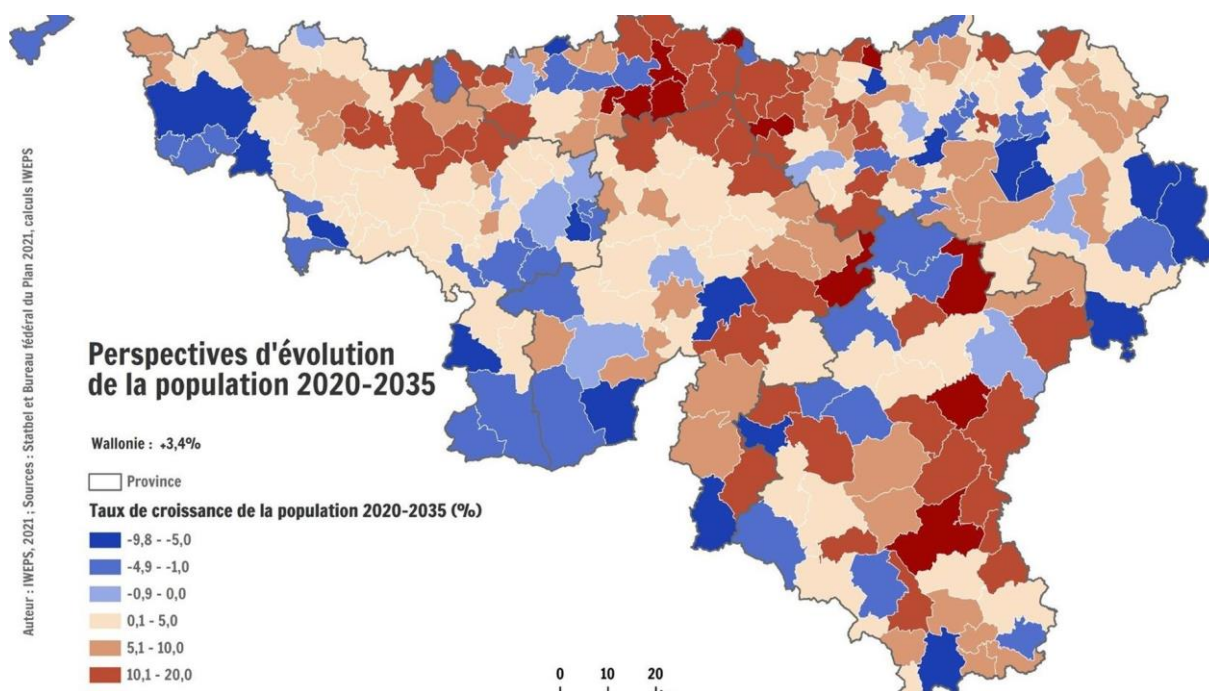 Auteur : IWEPS, 2021 ; Sources : Statbel et Bureau fédéral du Plan 2021, calculs IWEPS
Perspectives d'évolution
de la population 2020-2035
Wallonie : +3,4%
Province
Taux de croissance de la population 2020-2035 (%)
-9,8 - -5,0
-4,9 - -1,0
-0,9 - 0,0
0,1 - 5,0
5,1 - 10,0
10,1 - 20,0
0 10 20